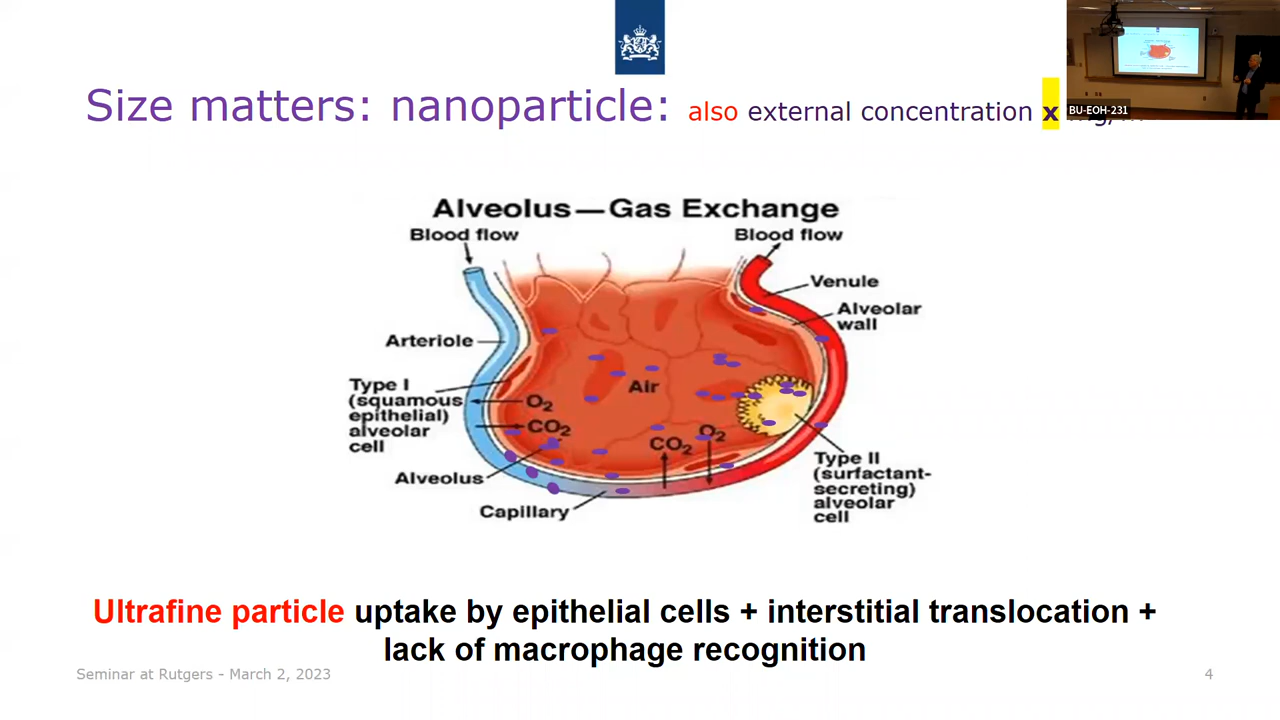 Size matters: nanoparticle: also external concentration x
BU-EOH-231
Alveolus—Gas Exchange
Blood flow
Blood flow
Venule
Alveolar
wall
Arteriole
Type I
(squamous
epithelial)
alveolar
cell
Air
O2
CO2
CO2
O2
Alveolus
Capillary
Type II
(surfactant-
secreting)
alveolar
cell
Ultrafine particle uptake by epithelial cells + interstitial translocation +
lack of macrophage recognition
Seminar at Rutgers - March 2, 2023
4